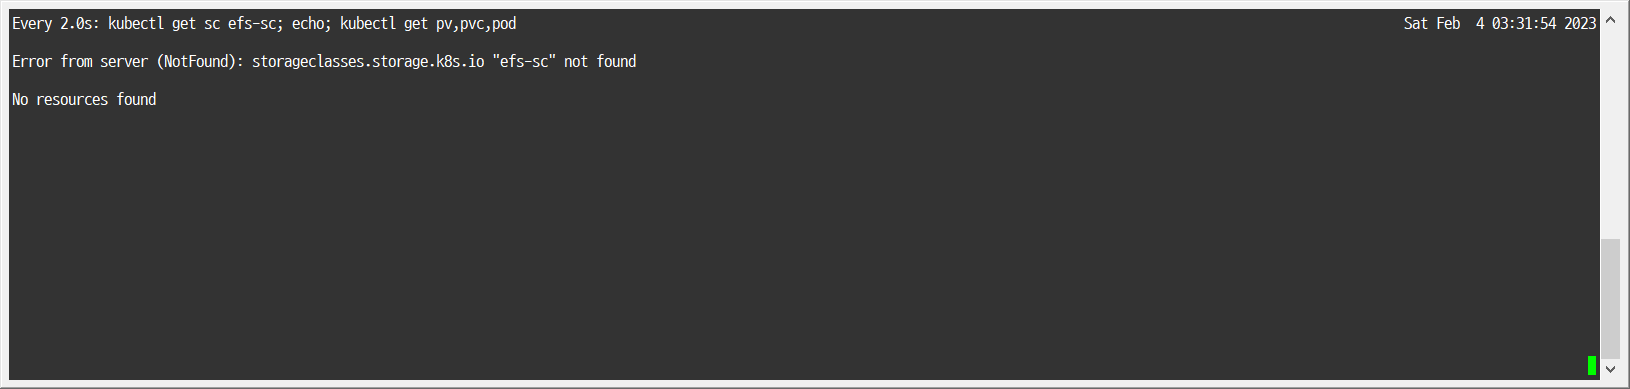 Every 2.0s: kubectl get sc efs-sc; echo; kubectl get pv,pvc,pod Sat Feb  4 03:31:54 2023
Error from server (NotFound): storageclasses.storage.k8s.io "efs-sc" not found
No resources found